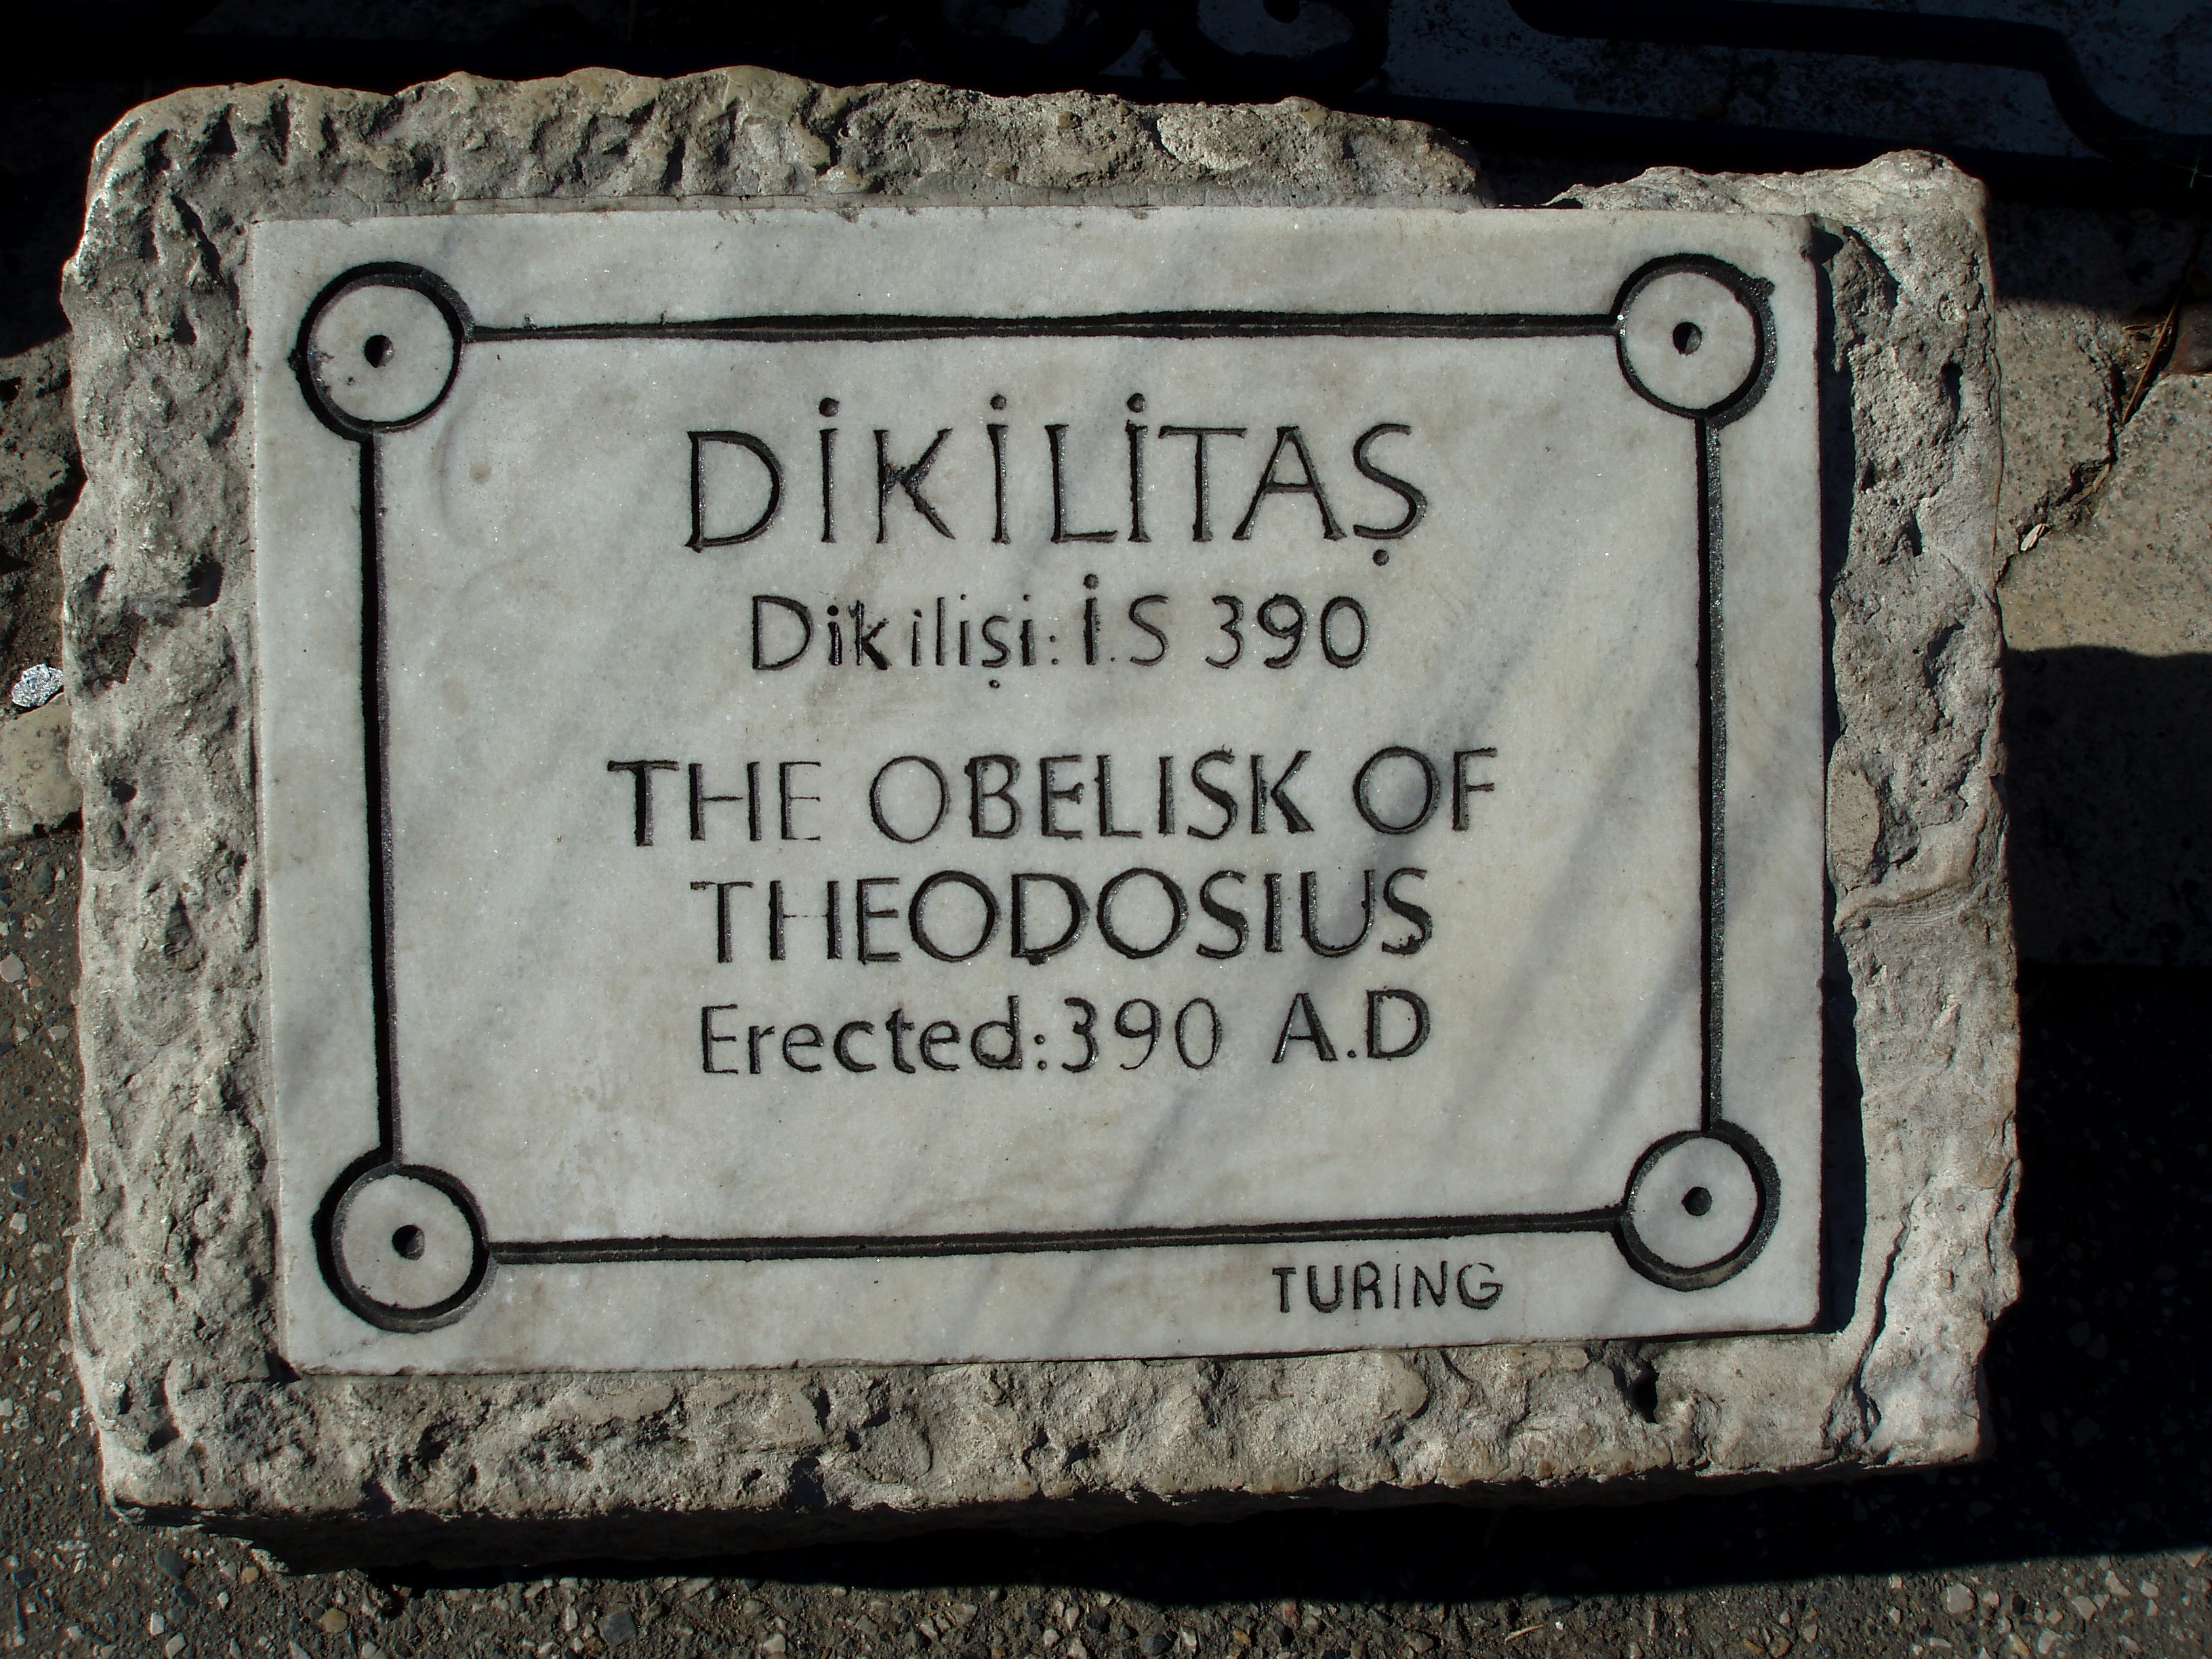 DİKİLİTAŞ
Dikilişi: İ.S 390
THE OBELISK OF
THEODOSIUS
Erected: 390 A.D
TURING